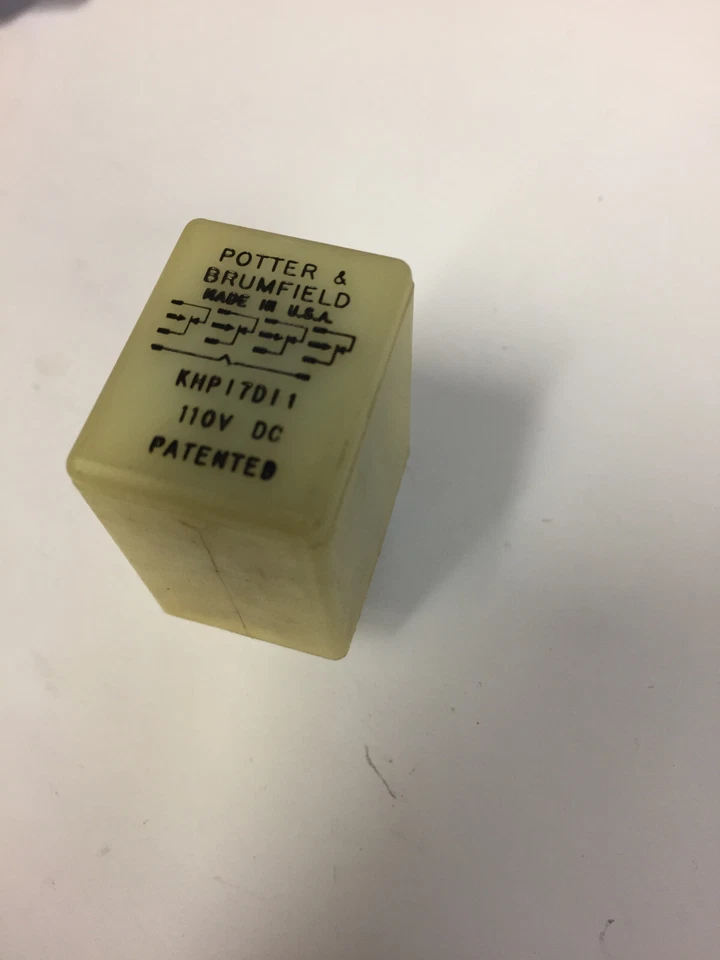 POTTER &
BRUMFIELD
MADE IN U.S.A.
KHP17D11
110V DC
PATENTED